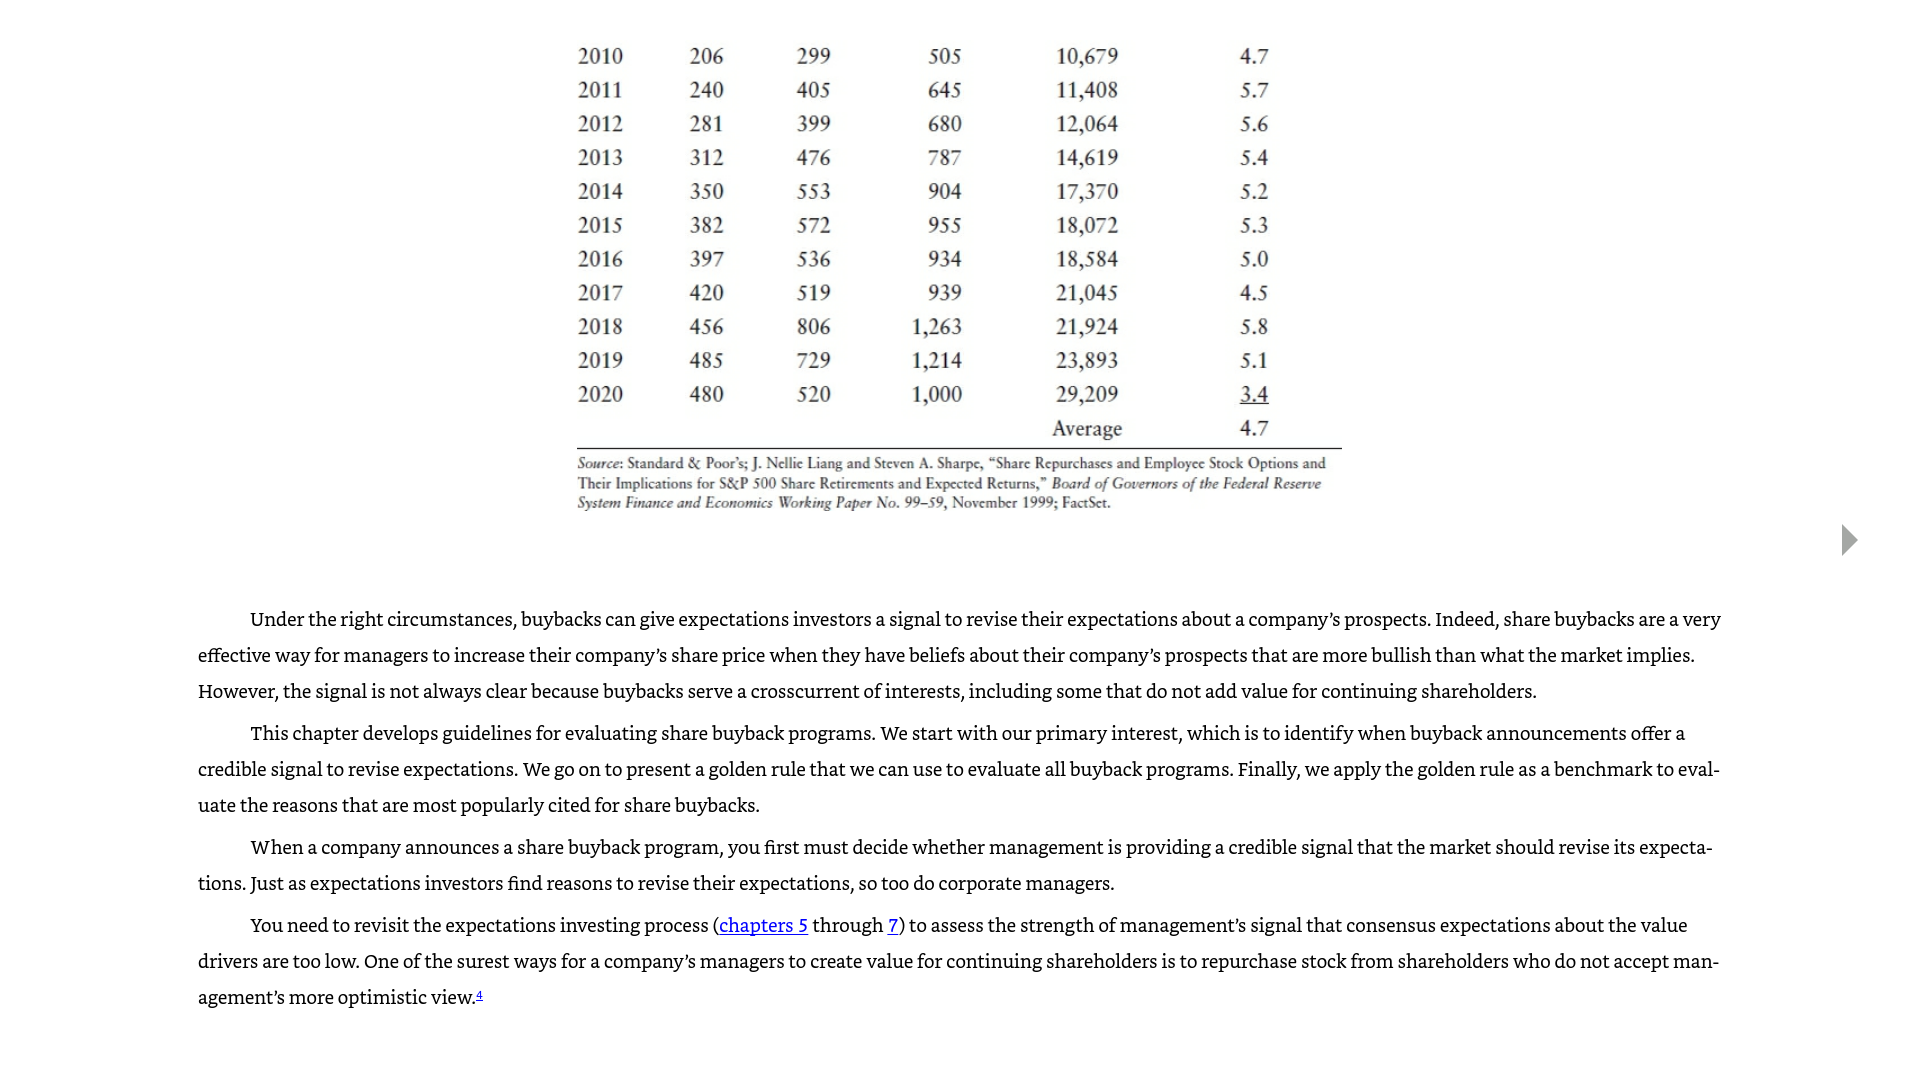 2010 206 299 505 10,679 4.7
2011 240 405 645 11,408 5.7
2012 281 399 680 12,064 5.6
2013 312 476 787 14,619 5.4
2014 350 553 904 17,370 5.2
2015 382 572 955 18,072 5.3
2016 397 536 934 18,584 5.0
2017 420 519 939 21,045 4.5
2018 456 806 1,263 21,924 5.8
2019 485 729 1,214 23,893 5.1
2020 480 520 1,000 29,209 3.4
Average 4.7
Source: Standard & Poor’s; J. Nellie Liang and Steven A. Sharpe, “Share Repurchases and Employee Stock Options and
Their Implications for S&P 500 Share Retirements and Expected Returns,” Board of Governors of the Federal Reserve
System Finance and Economics Working Paper No. 99–59, November 1999; FactSet.
Under the right circumstances, buybacks can give expectations investors a signal to revise their expectations about a company’s prospects. Indeed, share buybacks are a very
effective way for managers to increase their company’s share price when they have beliefs about their company’s prospects that are more bullish than what the market implies.
However, the signal is not always clear because buybacks serve a crosscurrent of interests, including some that do not add value for continuing shareholders.
This chapter develops guidelines for evaluating share buyback programs. We start with our primary interest, which is to identify when buyback announcements offer a
credible signal to revise expectations. We go on to present a golden rule that we can use to evaluate all buyback programs. Finally, we apply the golden rule as a benchmark to eval-
uate the reasons that are most popularly cited for share buybacks.
When a company announces a share buyback program, you first must decide whether management is providing a credible signal that the market should revise its expecta-
tions. Just as expectations investors find reasons to revise their expectations, so too do corporate managers.
You need to revisit the expectations investing process (chapters 5 through 7) to assess the strength of management’s signal that consensus expectations about the value
drivers are too low. One of the surest ways for a company’s managers to create value for continuing shareholders is to repurchase stock from shareholders who do not accept man-
agement’s more optimistic view.4